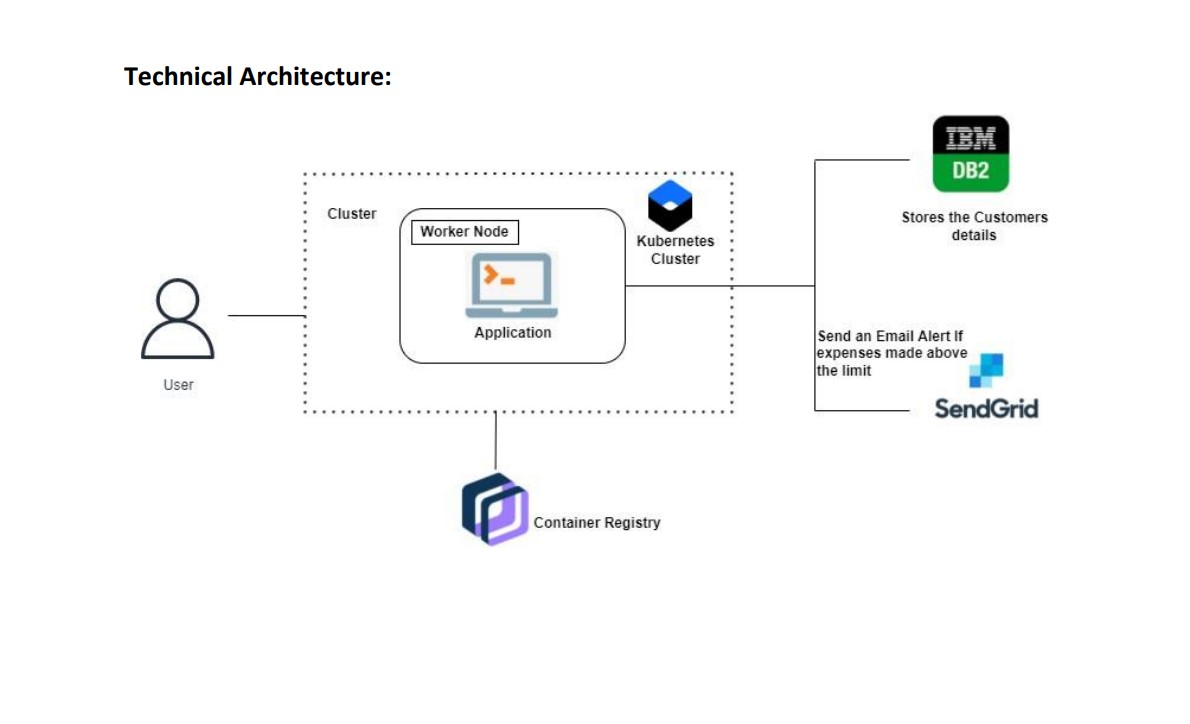 Technical Architecture:
IBM
DB2
Stores the Customers
details
Cluster
Worker Node
Application
Kubernetes
Cluster
User
Send an Email Alert If
expenses made above
the limit
SendGrid
Container Registry